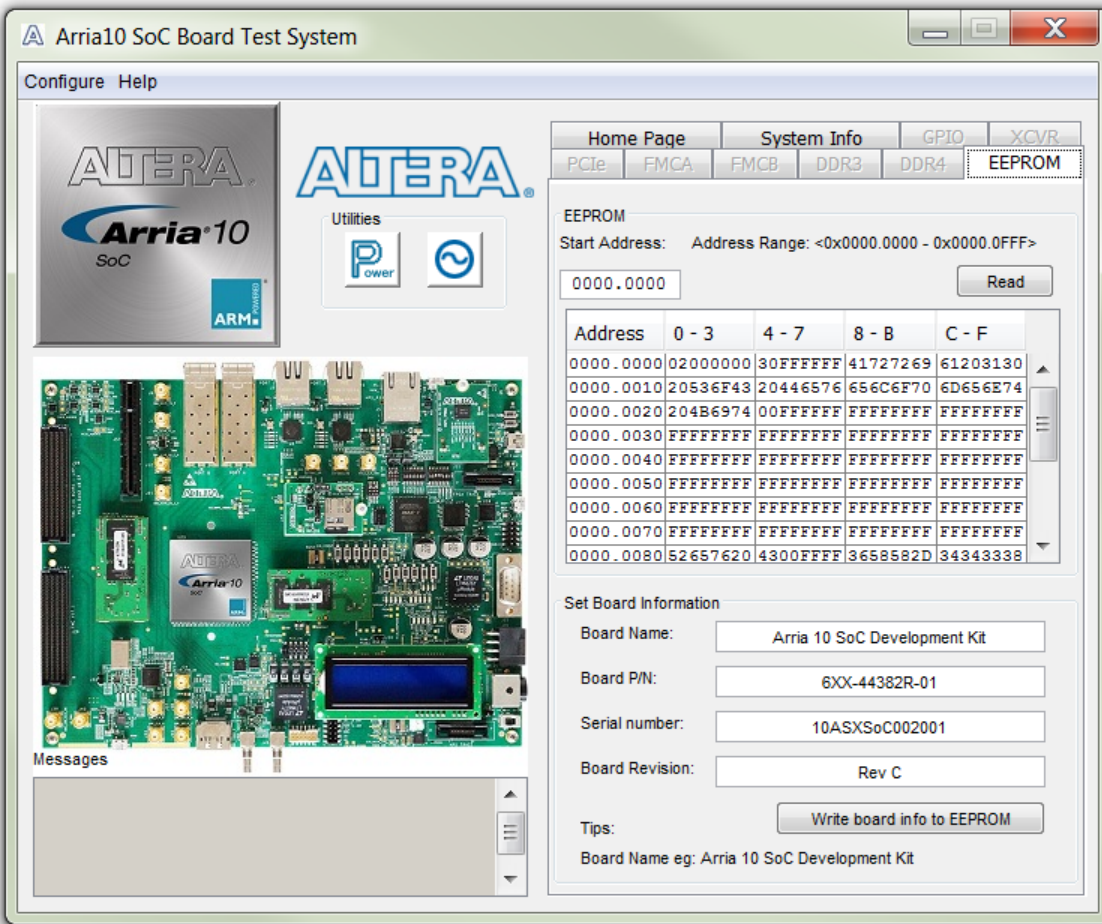 Arria10 SoC Board Test System
Configure Help
ALTERA®
Arria 10
SoC
ARM
POWERED
ALTERA®
Utilities
Power
Home Page System Info GPIO XCVR
PCIe FMCA FMCB DDR3 DDR4 EEPROM
EEPROM
Start Address: Address Range: <0x0000.0000 - 0x0000.0FFF>
0000.0000 Read
Address 0 - 3 4 - 7 8 - B C - F
0000.0000 02000000 30FFFFFF 41727269 61203130
0000.0010 20536F43 20446576 656C6F70 6D656E74
0000.0020 204B6974 00FFFFFF FFFFFFFF FFFFFFFF
0000.0030 FFFFFFFF FFFFFFFF FFFFFFFF FFFFFFFF
0000.0040 FFFFFFFF FFFFFFFF FFFFFFFF FFFFFFFF
0000.0050 FFFFFFFF FFFFFFFF FFFFFFFF FFFFFFFF
0000.0060 FFFFFFFF FFFFFFFF FFFFFFFF FFFFFFFF
0000.0070 FFFFFFFF FFFFFFFF FFFFFFFF FFFFFFFF
0000.0080 52657620 4300FFFF 3658582D 34343338
ALTERA
ALTERA
Arria 10
SoC
Set Board Information
Board Name: Arria 10 SoC Development Kit
Board P/N: 6XX-44382R-01
Serial number: 10ASXSoC002001
Board Revision: Rev C
Write board info to EEPROM
Tips:
Board Name eg: Arria 10 SoC Development Kit
Messages